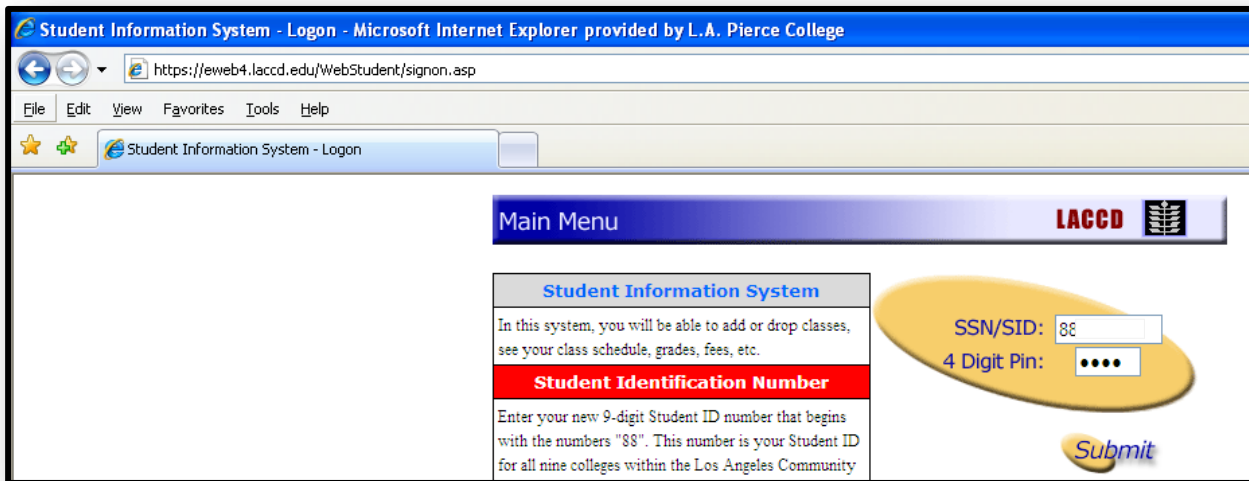 Student Information System - Logon - Microsoft Internet Explorer provided by L.A. Pierce College
https://eweb4.laccd.edu/WebStudent/signon.asp
File Edit View Favorites Tools Help
Student Information System - Logon
Main Menu
LACCD
Student Information System
In this system, you will be able to add or drop classes,
see your class schedule, grades, fees, etc.
Student Identification Number
Enter your new 9-digit Student ID number that begins
with the numbers "88". This number is your Student ID
for all nine colleges within the Los Angeles Community
SSN/SID: 88
4 Digit Pin: ••••
Submit